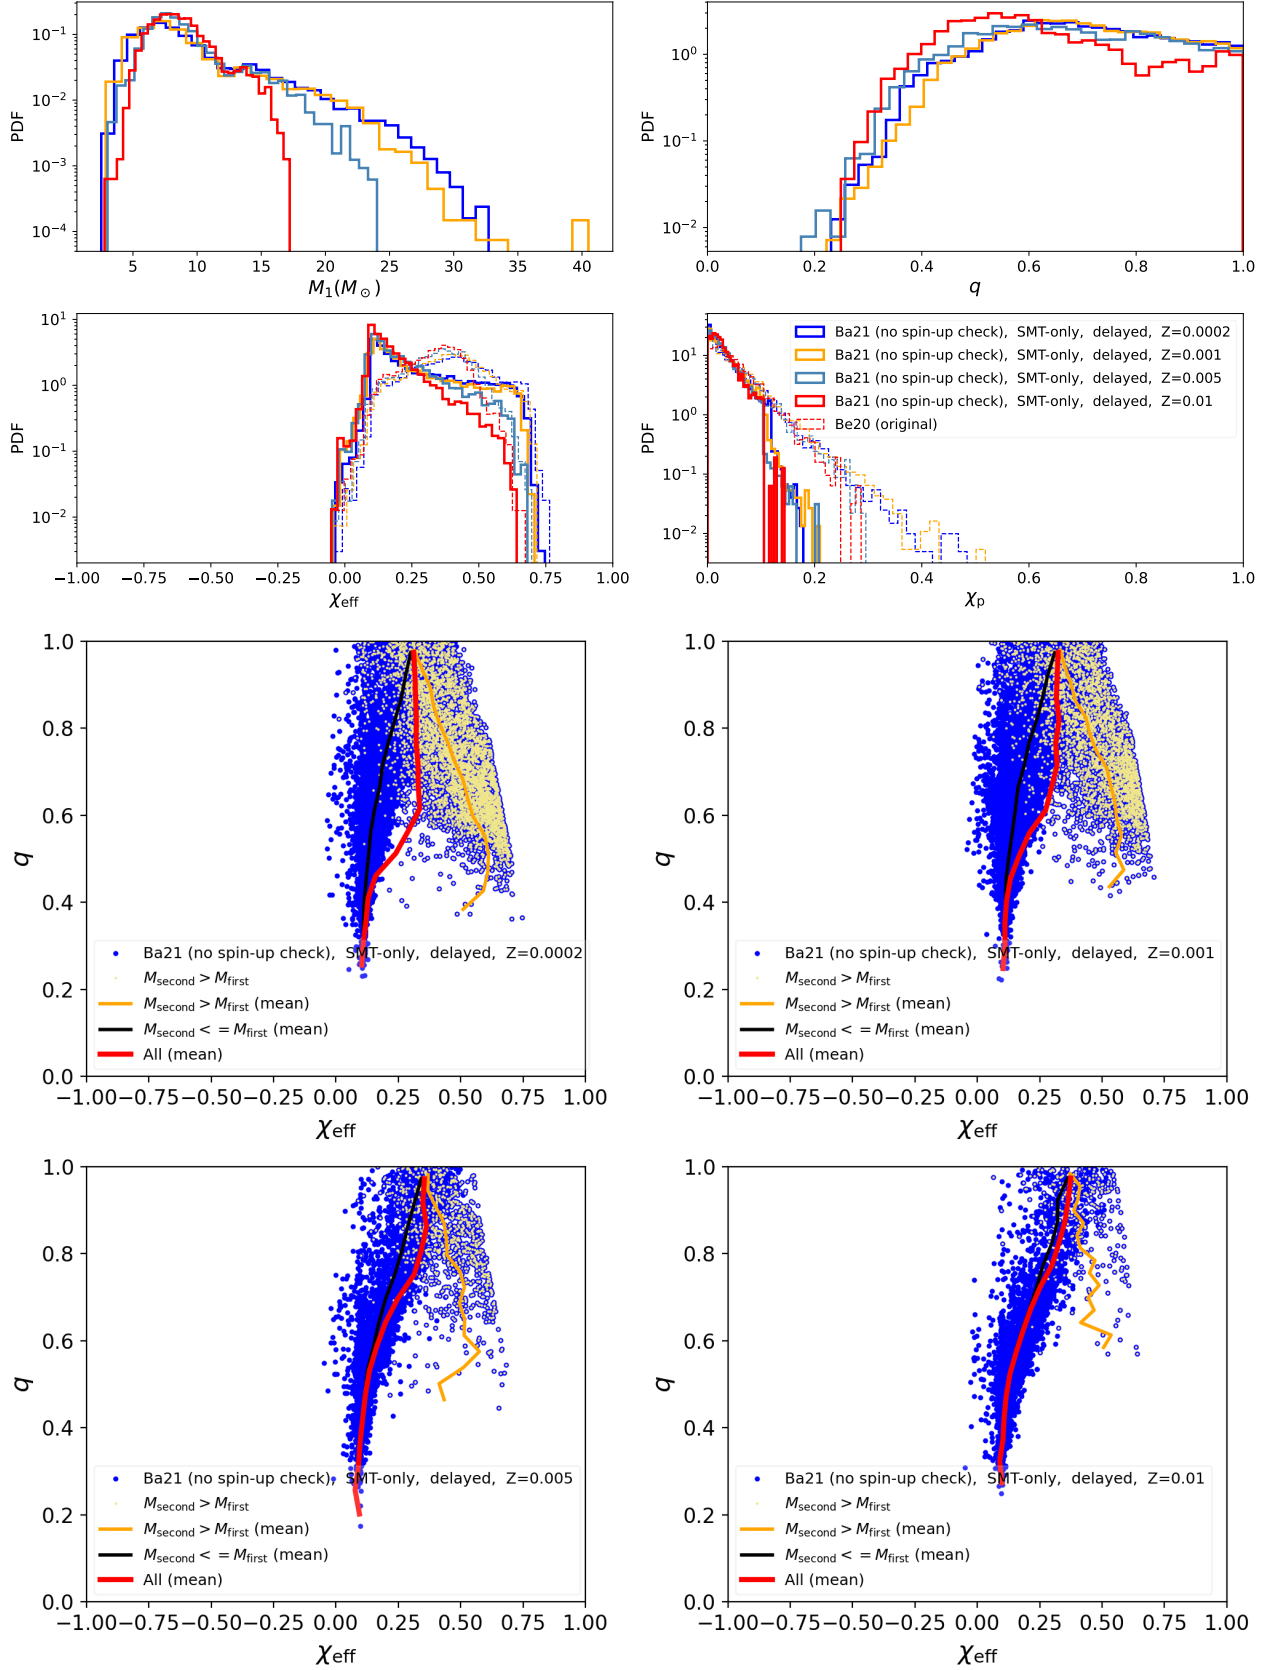 PDF
10⁻¹
10⁻²
10⁻³
10⁻⁴
5 10 15 20 25 30 35 40
M₁(M☉)
PDF
10⁰
10⁻¹
10⁻²
0.0 0.2 0.4 0.6 0.8 1.0
q
PDF
10¹
10⁰
10⁻¹
10⁻²
−1.00 −0.75 −0.50 −0.25 0.00 0.25 0.50 0.75 1.00
χeff
PDF
10¹
10⁰
10⁻¹
10⁻²
Ba21 (no spin-up check), SMT-only, delayed, Z=0.0002
Ba21 (no spin-up check), SMT-only, delayed, Z=0.001
Ba21 (no spin-up check), SMT-only, delayed, Z=0.005
Ba21 (no spin-up check), SMT-only, delayed, Z=0.01
Be20 (original)
0.0 0.2 0.4 0.6 0.8 1.0
χp
q
1.0
0.8
0.6
0.4
0.2
0.0
Ba21 (no spin-up check), SMT-only, delayed, Z=0.0002
Msecond > Mfirst
Msecond > Mfirst (mean)
Msecond <= Mfirst (mean)
All (mean)
−1.00 −0.75 −0.50 −0.25 0.00 0.25 0.50 0.75 1.00
χeff
q
1.0
0.8
0.6
0.4
0.2
0.0
Ba21 (no spin-up check), SMT-only, delayed, Z=0.001
Msecond > Mfirst
Msecond > Mfirst (mean)
Msecond <= Mfirst (mean)
All (mean)
−1.00 −0.75 −0.50 −0.25 0.00 0.25 0.50 0.75 1.00
χeff
q
1.0
0.8
0.6
0.4
0.2
0.0
Ba21 (no spin-up check), SMT-only, delayed, Z=0.005
Msecond > Mfirst
Msecond > Mfirst (mean)
Msecond <= Mfirst (mean)
All (mean)
−1.00 −0.75 −0.50 −0.25 0.00 0.25 0.50 0.75 1.00
χeff
q
1.0
0.8
0.6
0.4
0.2
0.0
Ba21 (no spin-up check), SMT-only, delayed, Z=0.01
Msecond > Mfirst
Msecond > Mfirst (mean)
Msecond <= Mfirst (mean)
All (mean)
−1.00 −0.75 −0.50 −0.25 0.00 0.25 0.50 0.75 1.00
χeff